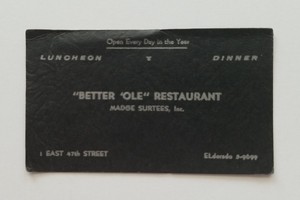 Open Every Day in the Year
LUNCHEON & DINNER
"BETTER 'OLE" RESTAURANT
MADGE SURTEES, Inc.
1 EAST 47th STREET ELdorado 5-9699